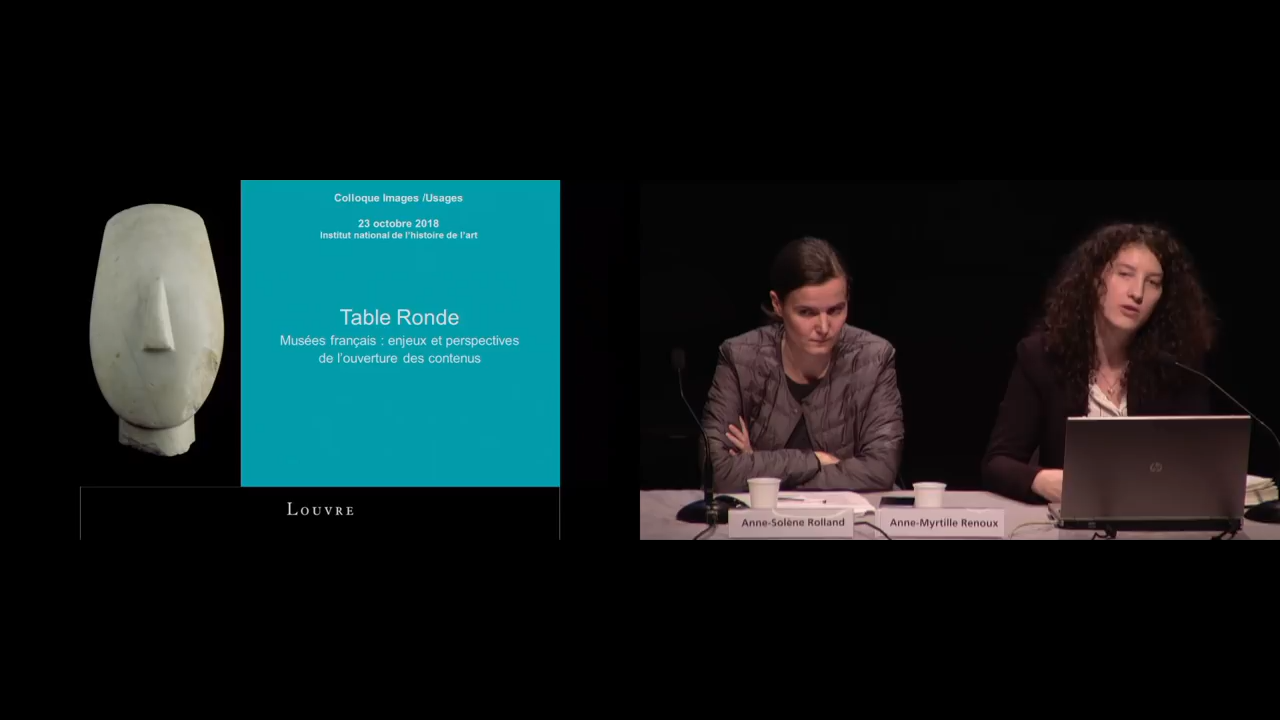 Colloque Images /Usages
23 octobre 2018
Institut national de l'histoire de l'art
Table Ronde
Musées français : enjeux et perspectives
de l'ouverture des contenus
LOUVRE
Anne-Solène Rolland
Anne-Myrtille Renoux
hp